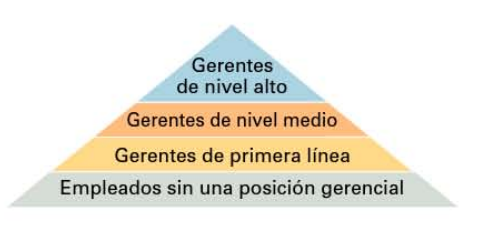 Gerentes
de nivel alto
Gerentes de nivel medio
Gerentes de primera línea
Empleados sin una posición gerencial